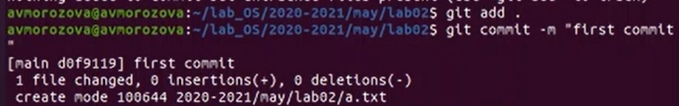 avmorozova@avmorozova:~/lab_OS/2020-2021/may/lab02$ git add .
avmorozova@avmorozova:~/lab_OS/2020-2021/may/lab02$ git commit -m "first commit
"
[main d0f9119] first commit
1 file changed, 0 insertions(+), 0 deletions(-)
create mode 100644 2020-2021/may/lab02/a.txt